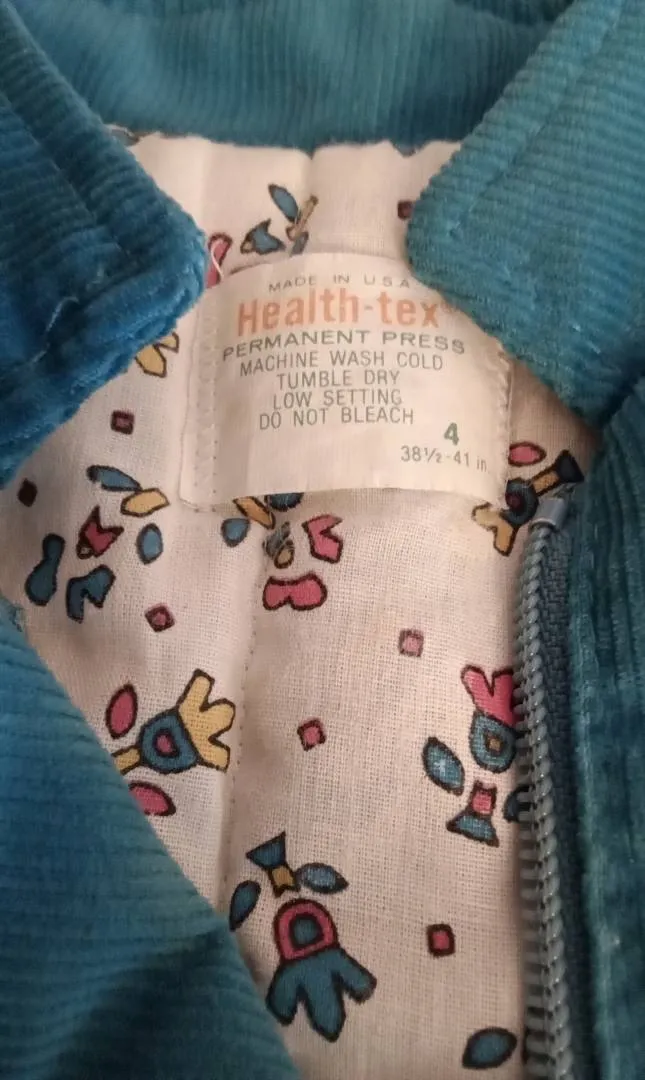 MADE IN U.S.A
Health-tex®
PERMANENT PRESS
MACHINE WASH COLD
TUMBLE DRY
LOW SETTING
DO NOT BLEACH
4
38½-41 in